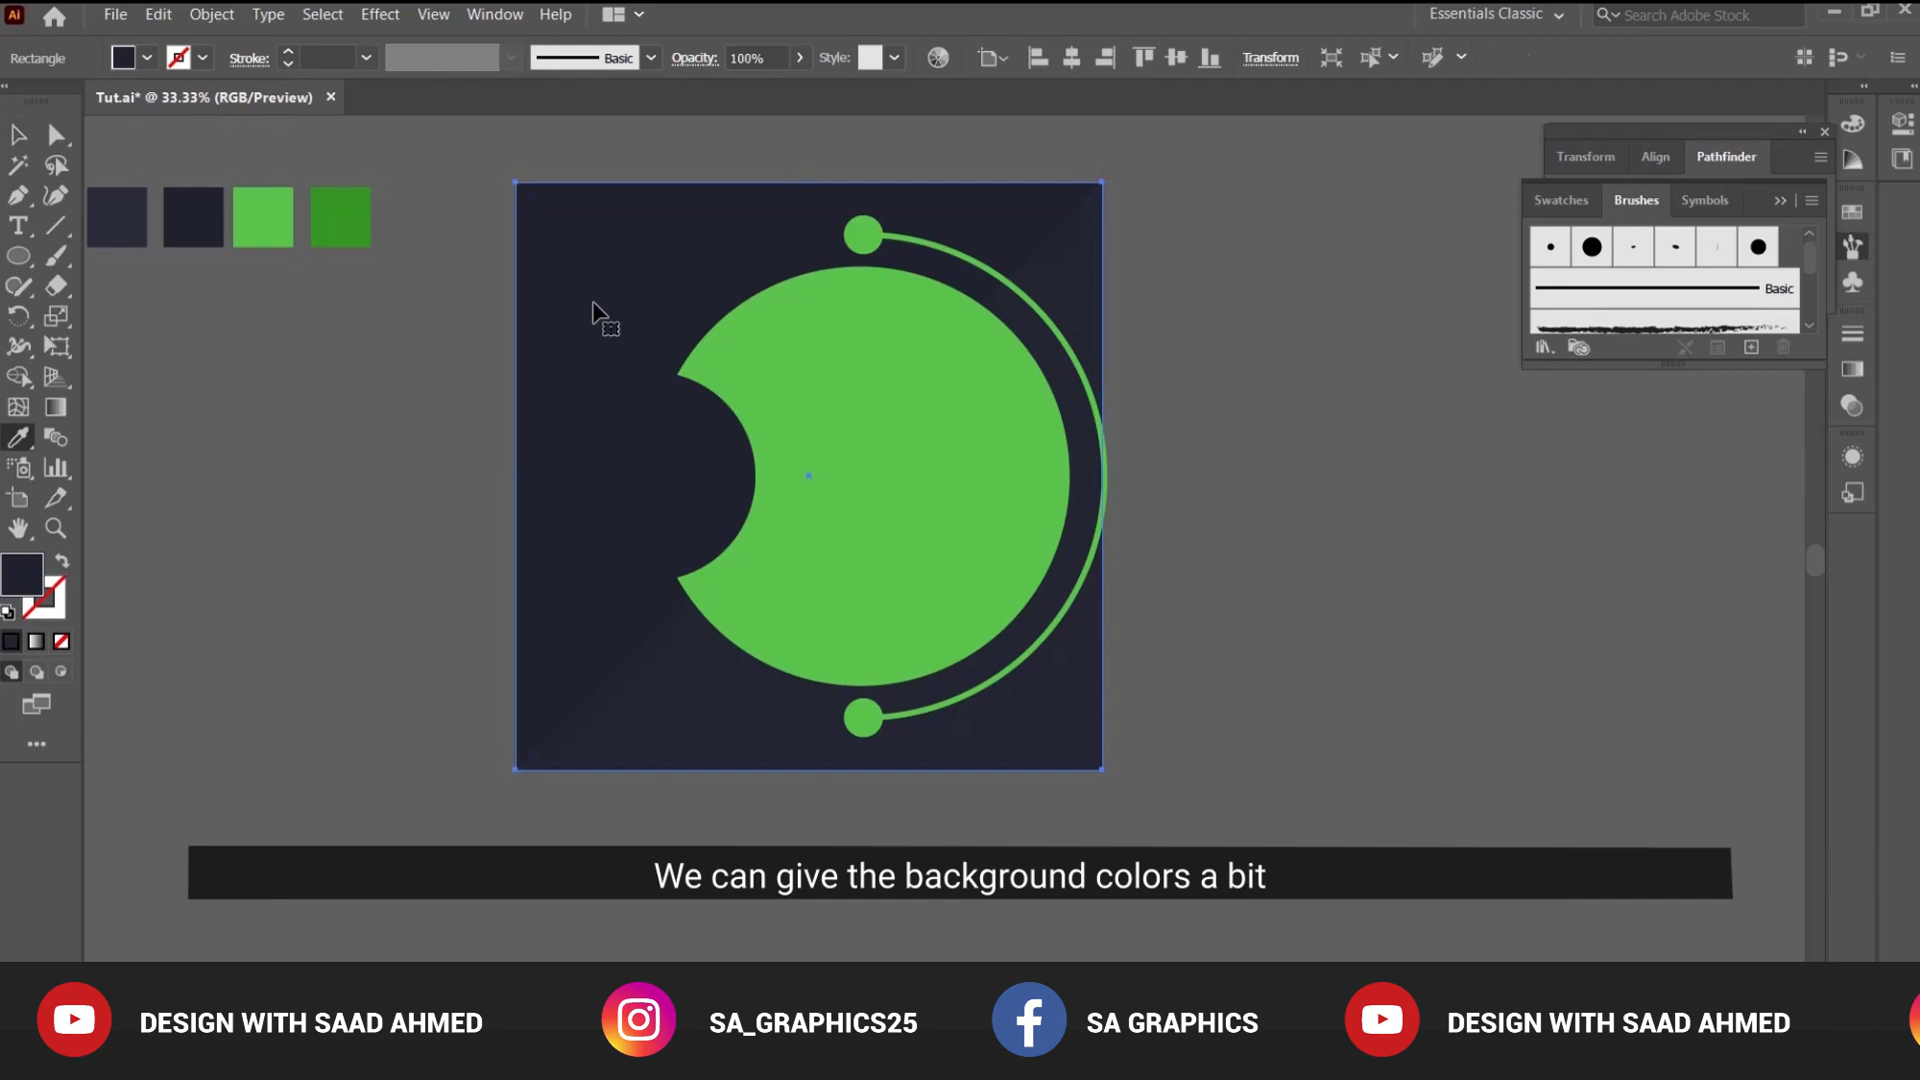 Ai File Edit Object Type Select Effect View Window Help Essentials Classic Search Adobe Stock
Rectangle Stroke: Basic Opacity: 100% Style: Transform
Tut.ai* @ 33.33% (RGB/Preview)
Transform Align Pathfinder
Swatches Brushes Symbols
Basic
We can give the background colors a bit
DESIGN WITH SAAD AHMED SA_GRAPHICS25 SA GRAPHICS DESIGN WITH SAAD AHMED